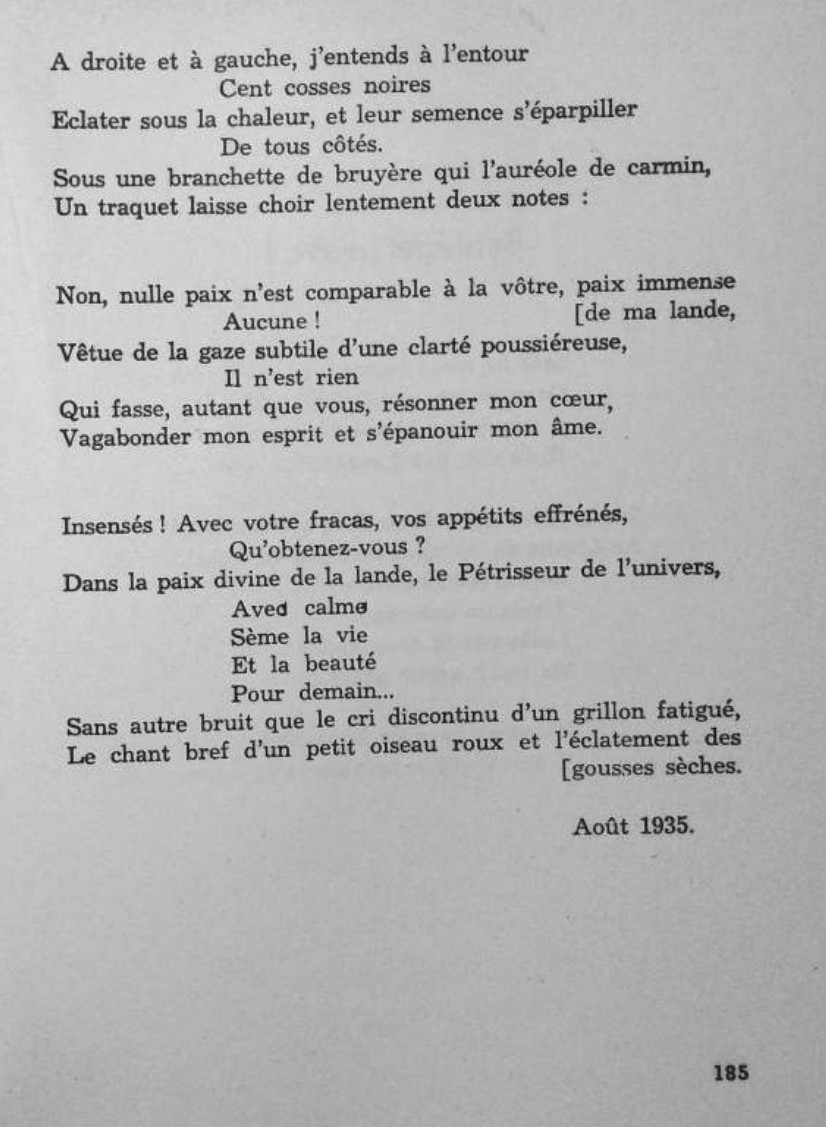 A droite et à gauche, j'entends à l'entour
Cent cosses noires
Eclater sous la chaleur, et leur semence s'éparpiller
De tous côtés.
Sous une branchette de bruyère qui l'auréole de carmin,
Un traquet laisse choir lentement deux notes :
Non, nulle paix n'est comparable à la vôtre, paix immense
Aucune ! [de ma lande,
Vêtue de la gaze subtile d'une clarté poussiéreuse,
Il n'est rien
Qui fasse, autant que vous, résonner mon cœur,
Vagabonder mon esprit et s'épanouir mon âme.
Insensés ! Avec votre fracas, vos appétits effrénés,
Qu'obtenez-vous ?
Dans la paix divine de la lande, le Pétrisseur de l'univers,
Avec calme
Sème la vie
Et la beauté
Pour demain...
Sans autre bruit que le cri discontinu d'un grillon fatigué,
Le chant bref d'un petit oiseau roux et l'éclatement des
[gousses sèches.
Août 1935.
185